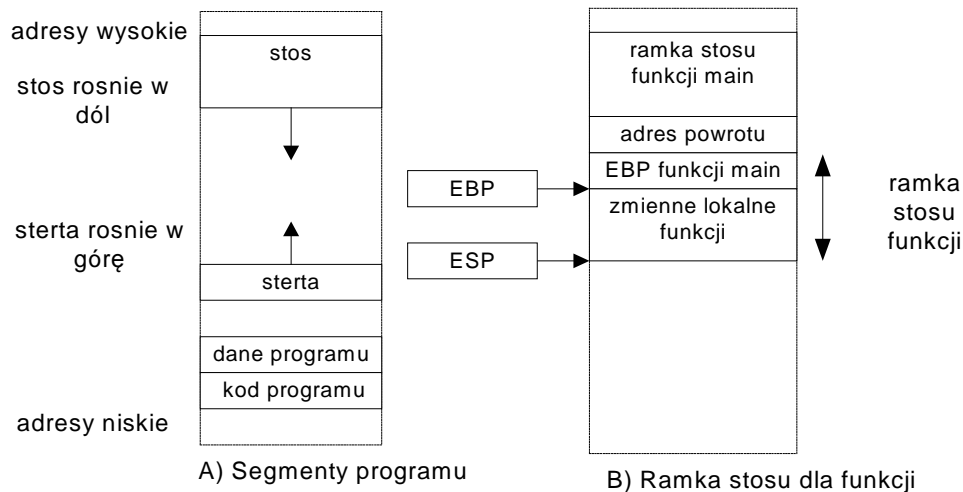 adresy wysokie
stos
stos rosnie w
dól
sterta rosnie w
górę
sterta
dane programu
kod programu
adresy niskie
A) Segmenty programu
ramka stosu
funkcji main
adres powrotu
EBP funkcji main
EBP
zmienne lokalne
funkcji
ESP
ramka
stosu
funkcji
B) Ramka stosu dla funkcji